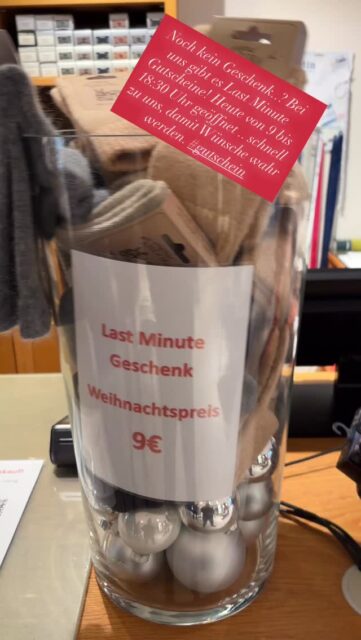 Noch kein Geschenk...? Bei
uns gibt es Last Minute
Gutscheine! Heute von 9 bis
18:30 Uhr geöffnet... schnell
zu uns, damit Wünsche wahr
werden. #gutschein
Last Minute
Geschenk
Weihnachtspreis
9€